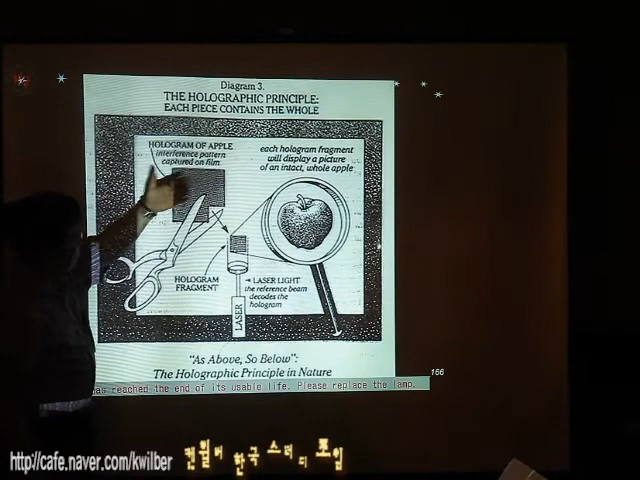 Diagram 3.
THE HOLOGRAPHIC PRINCIPLE:
EACH PIECE CONTAINS THE WHOLE
HOLOGRAM OF APPLE
interference pattern
captured on film
each hologram fragment
will display a picture
of an intact, whole apple
HOLOGRAM
FRAGMENT
LASER LIGHT
the reference beam
decodes the
hologram
LASER
"As Above, So Below":
The Holographic Principle in Nature
166
has reached the end of its usable life. Please replace the lamp.
http://cafe.naver.com/kwilber
켄윌버 한국 스터디 모임